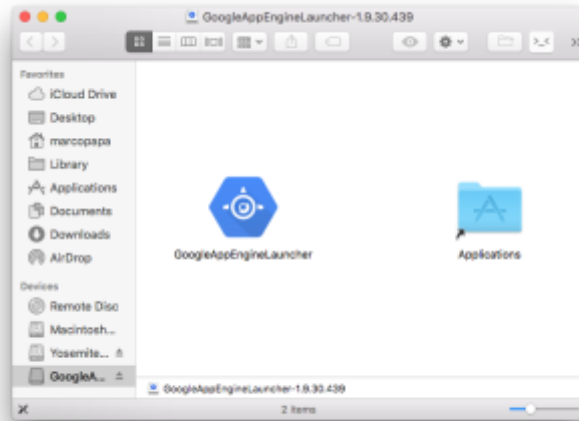 GoogleAppEngineLauncher-1.9.30.439
Favorites
iCloud Drive
Desktop
marcopapa
Library
Applications
Documents
Downloads
AirDrop
Devices
Remote Disc
Macintosh...
Yosemite...
GoogleA...
GoogleAppEngineLauncher
Applications
GoogleAppEngineLauncher-1.9.30.439
2 items